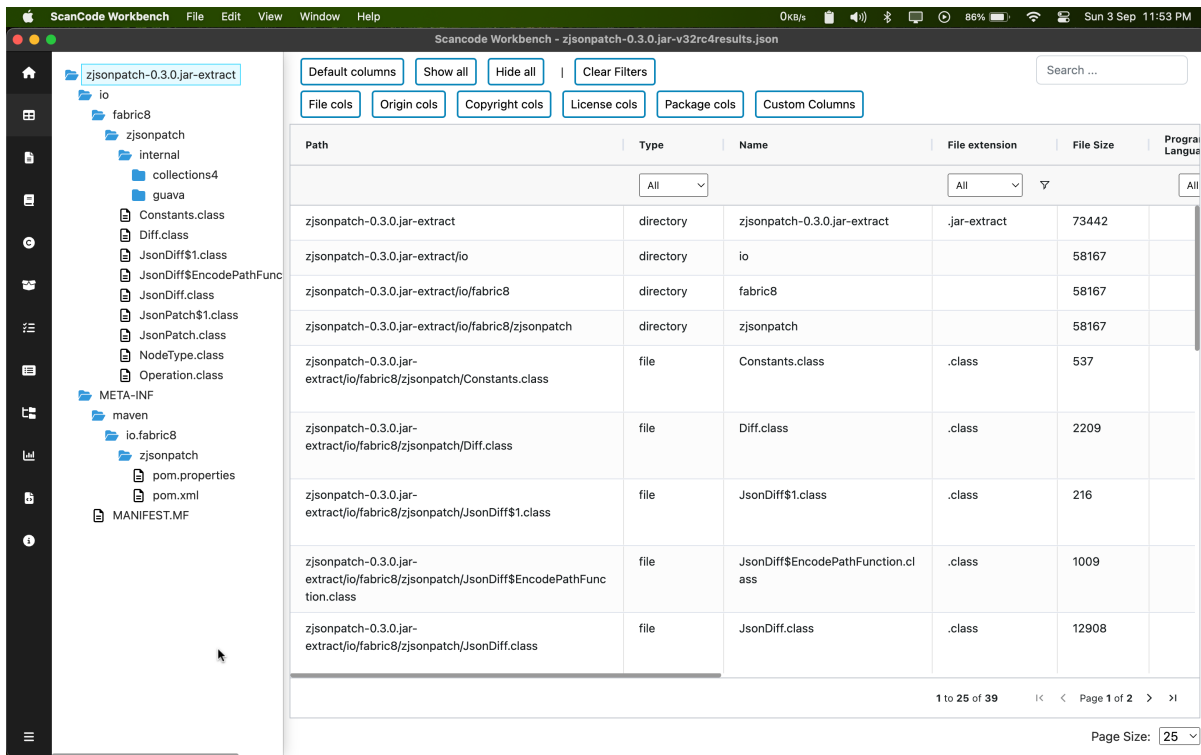 ScanCode Workbench File Edit View Window Help 0KB/s 86% Sun 3 Sep 11:53 PM
Scancode Workbench - zjsonpatch-0.3.0.jar-v32rc4results.json
zjsonpatch-0.3.0.jar-extract
io
fabric8
zjsonpatch
internal
collections4
guava
Constants.class
Diff.class
JsonDiff$1.class
JsonDiff$EncodePathFunc
JsonDiff.class
JsonPatch$1.class
JsonPatch.class
NodeType.class
Operation.class
META-INF
maven
io.fabric8
zjsonpatch
pom.properties
pom.xml
MANIFEST.MF
Default columns Show all Hide all | Clear Filters Search ...
File cols Origin cols Copyright cols License cols Package cols Custom Columns
Path Type Name File extension File Size Progra
Langua
All All All
zjsonpatch-0.3.0.jar-extract directory zjsonpatch-0.3.0.jar-extract .jar-extract 73442
zjsonpatch-0.3.0.jar-extract/io directory io 58167
zjsonpatch-0.3.0.jar-extract/io/fabric8 directory fabric8 58167
zjsonpatch-0.3.0.jar-extract/io/fabric8/zjsonpatch directory zjsonpatch 58167
zjsonpatch-0.3.0.jar- file Constants.class .class 537
extract/io/fabric8/zjsonpatch/Constants.class
zjsonpatch-0.3.0.jar- file Diff.class .class 2209
extract/io/fabric8/zjsonpatch/Diff.class
zjsonpatch-0.3.0.jar- file JsonDiff$1.class .class 216
extract/io/fabric8/zjsonpatch/JsonDiff$1.class
zjsonpatch-0.3.0.jar- file JsonDiff$EncodePathFunction.cl .class 1009
extract/io/fabric8/zjsonpatch/JsonDiff$EncodePathFunc ass
tion.class
zjsonpatch-0.3.0.jar- file JsonDiff.class .class 12908
extract/io/fabric8/zjsonpatch/JsonDiff.class
1 to 25 of 39 Page 1 of 2
Page Size: 25